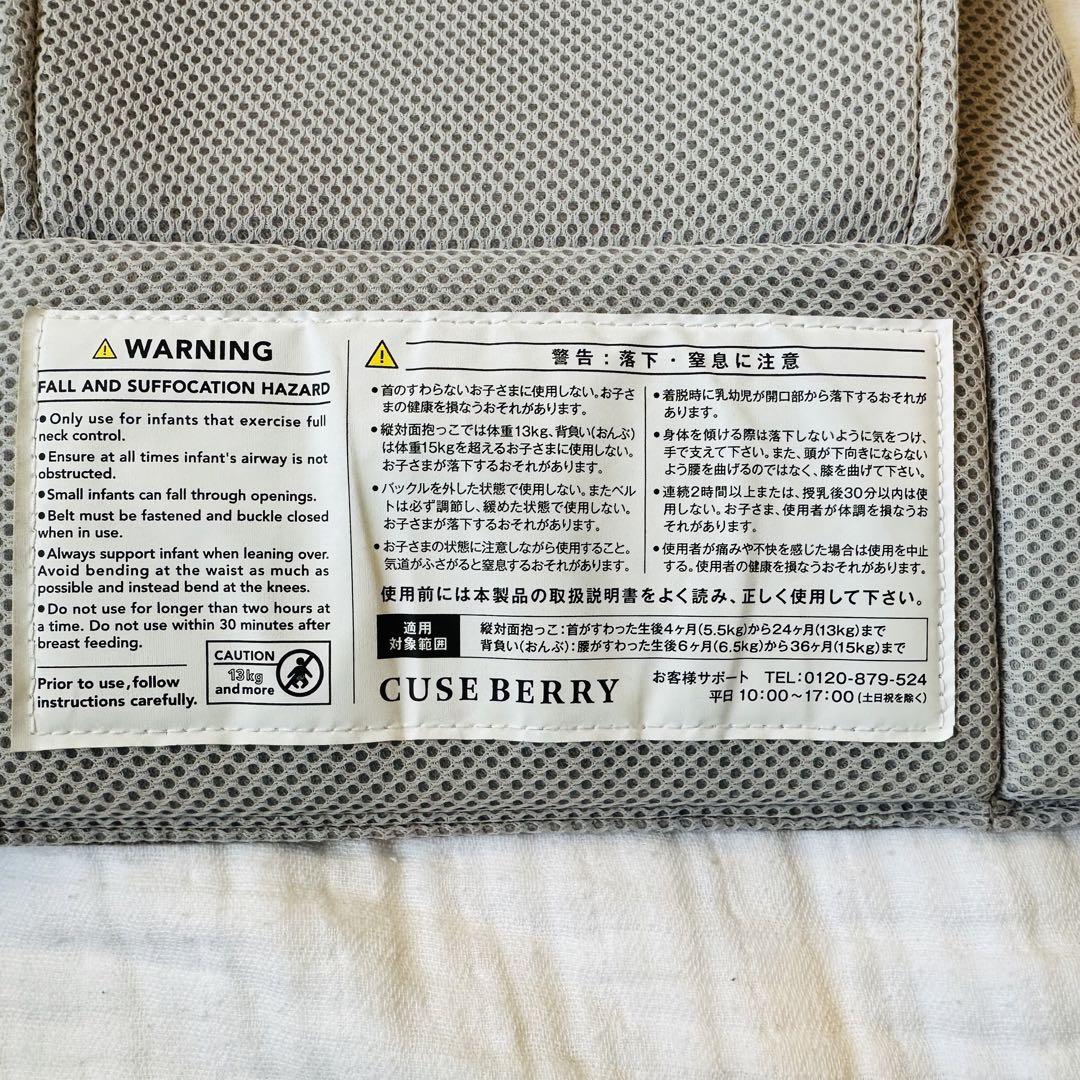 WARNING
FALL AND SUFFOCATION HAZARD
•Only use for infants that exercise full
neck control.
•Ensure at all times infant's airway is not
obstructed.
•Small infants can fall through openings.
•Belt must be fastened and buckle closed
when in use.
•Always support infant when leaning over.
Avoid bending at the waist as much as
possible and instead bend at the knees.
•Do not use for longer than two hours at
a time. Do not use within 30 minutes after
breast feeding.
Prior to use, follow
instructions carefully.
CAUTION
13kg
and more
警告:落下・窒息に注意
•首のすわらないお子さまに使用しない。お子さ
まの健康を損なうおそれがあります。
•縦対面抱っこでは体重13kg、背負い(おんぶ)
は体重15kgを超えるお子さまに使用しない。
お子さまが落下するおそれがあります。
•バックルを外した状態で使用しない。またベル
トは必ず調節し、緩めた状態で使用しない。
お子さまが落下するおそれがあります。
•お子さまの状態に注意しながら使用すること。
気道がふさがると窒息するおそれがあります。
•着脱時に乳幼児が開口部から落下するおそれが
あります。
•身体を傾ける際は落下しないように気をつけ、
手で支えて下さい。また、頭が下向きにならない
よう腰を曲げるのではなく、膝を曲げて下さい。
•連続2時間以上または、授乳後30分以内は使
用しない。お子さま、使用者が体調を損なうお
それがあります。
•使用者が痛みや不快を感じた場合は使用を中止
する。使用者の健康を損なうおそれがあります。
使用前には本製品の取扱説明書をよく読み、正しく使用して下さい。
適用
対象範囲
縦対面抱っこ:首がすわった生後4ヶ月(5.5kg)から24ヶ月(13kg)まで
背負い(おんぶ):腰がすわった生後6ヶ月(6.5kg)から36ヶ月(15kg)まで
CUSE BERRY
お客様サポート TEL:0120-879-524
平日 10:00～17:00 (土日祝を除く)